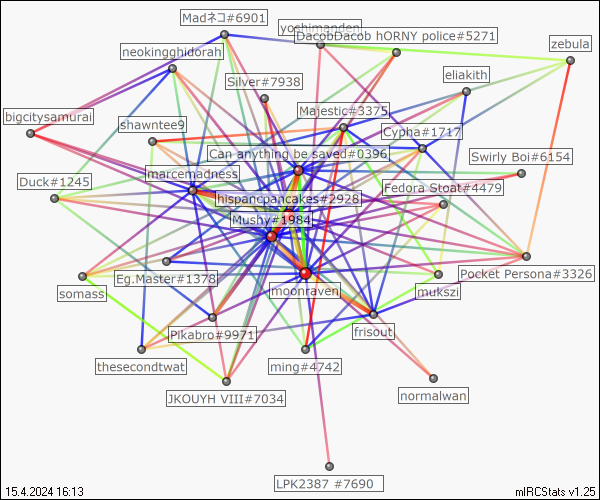 Madネコ#6901
yoshimanden
DacobDacob hORNY police#5271
neokingghidorah
zebula
eliakith
Silver#7938
bigcitysamurai
Majestic#3375
shawntee9
Cypha#1717
Can anything be saved#0396
Swirly Boi#6154
marcemadness
Duck#1245
Fedora Stoat#4479
hispancpancakes#2928
Mushy#1984
Pocket Persona#3326
Eg.Master#1378
moonraven
mukszi
somass
Pikabro#9971
frisout
thesecondtwat
ming#4742
JKOUYH VIII#7034
normalwan
LPK2387 #7690
15.4.2024 16:13
mIRCStats v1.25